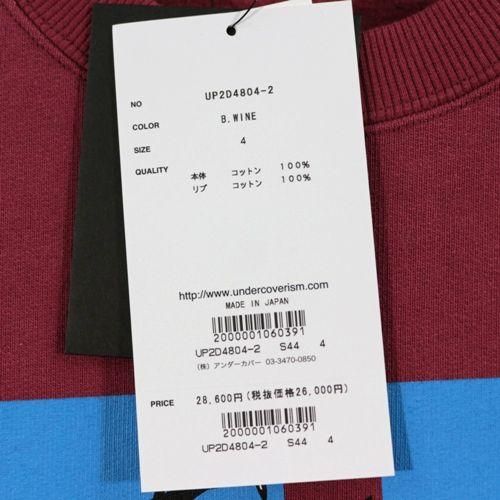 NO UP2D4804-2
COLOR B.WINE
SIZE 4
QUALITY 本体 コットン 100%
リブ コットン 100%
http://www.undercoverism.com
MADE IN JAPAN
2000001060391
UP2D4804-2 S44 4
(株) アンダーカバー 03-3470-0850
PRICE 28,600円(税抜価格26,000円)
2000001060391
UP2D4804-2 S44 4